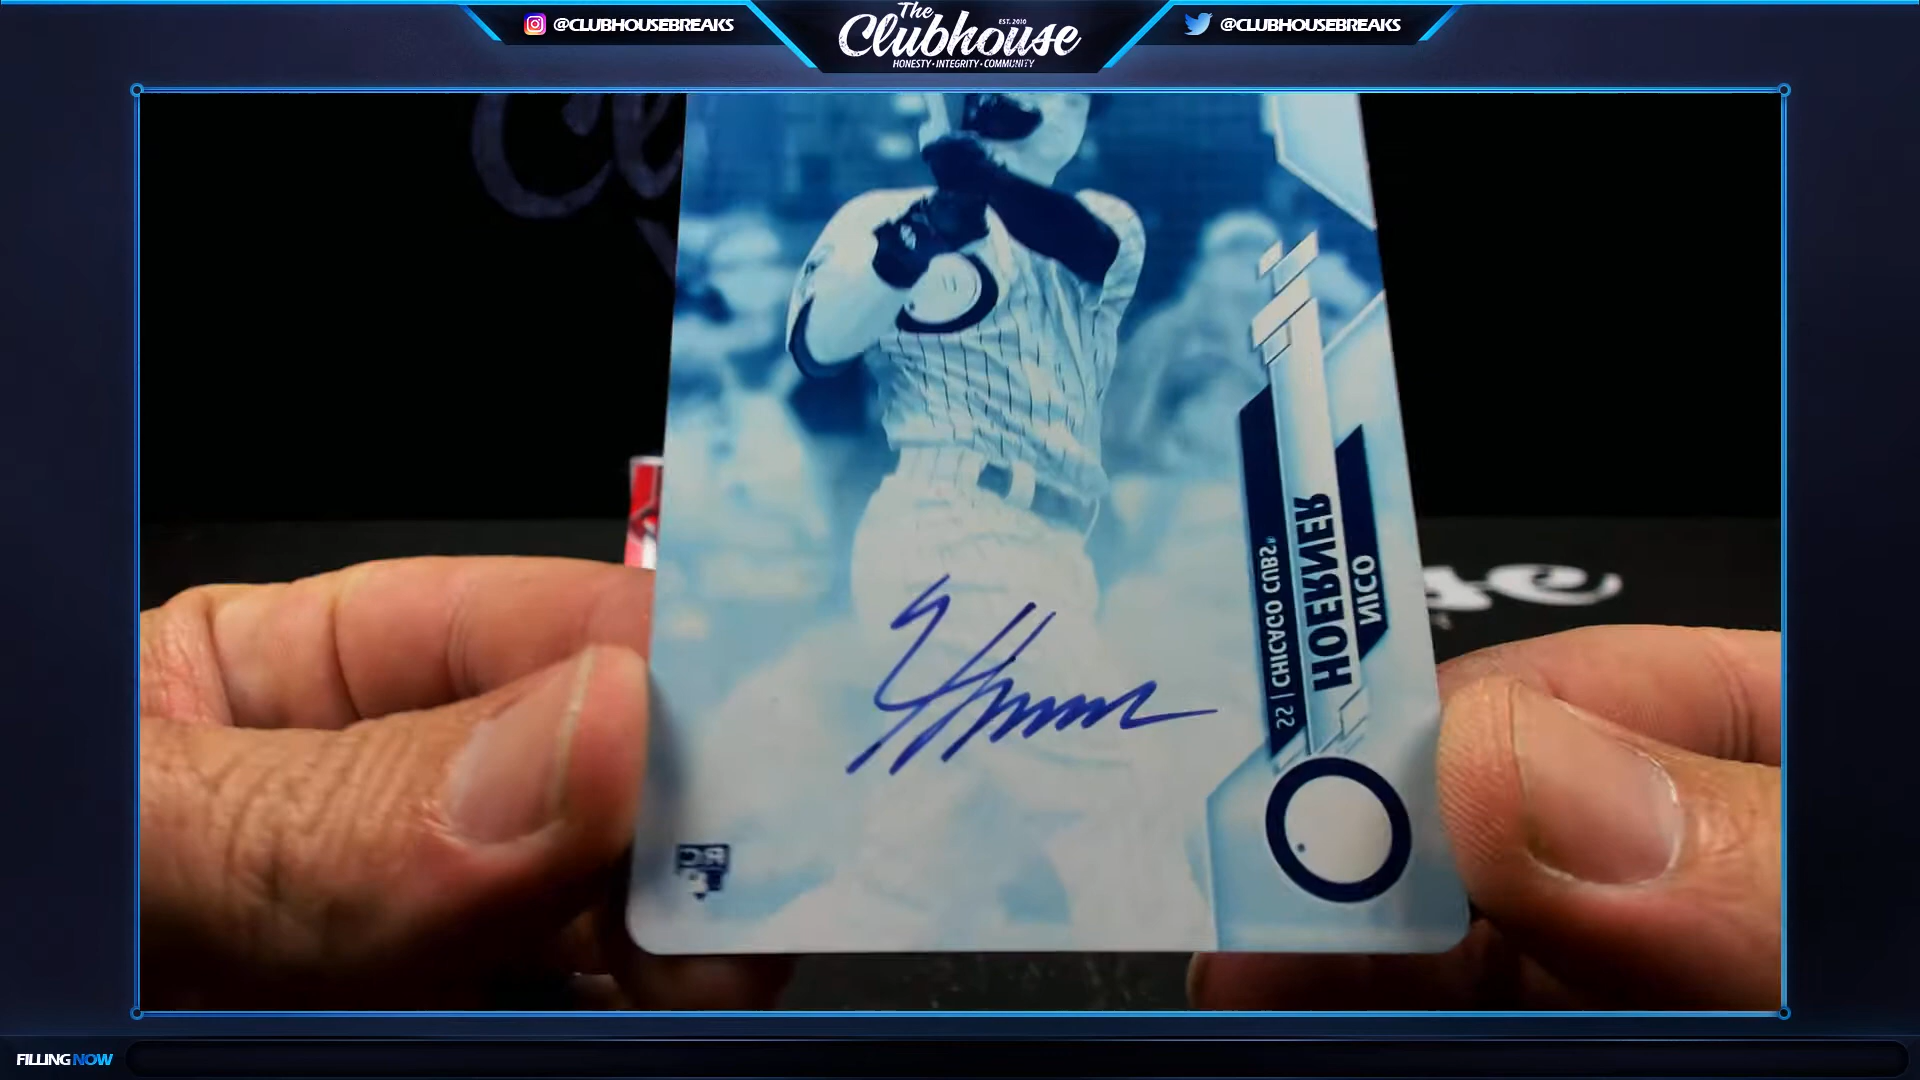 @CLUBHOUSEBREAKS
The
Clubhouse
EST. 2010
HONESTY • INTEGRITY • COMMUNITY
@CLUBHOUSEBREAKS
NICO
HOERNER
22 | CHICAGO CUBS®
RC
FILLING NOW